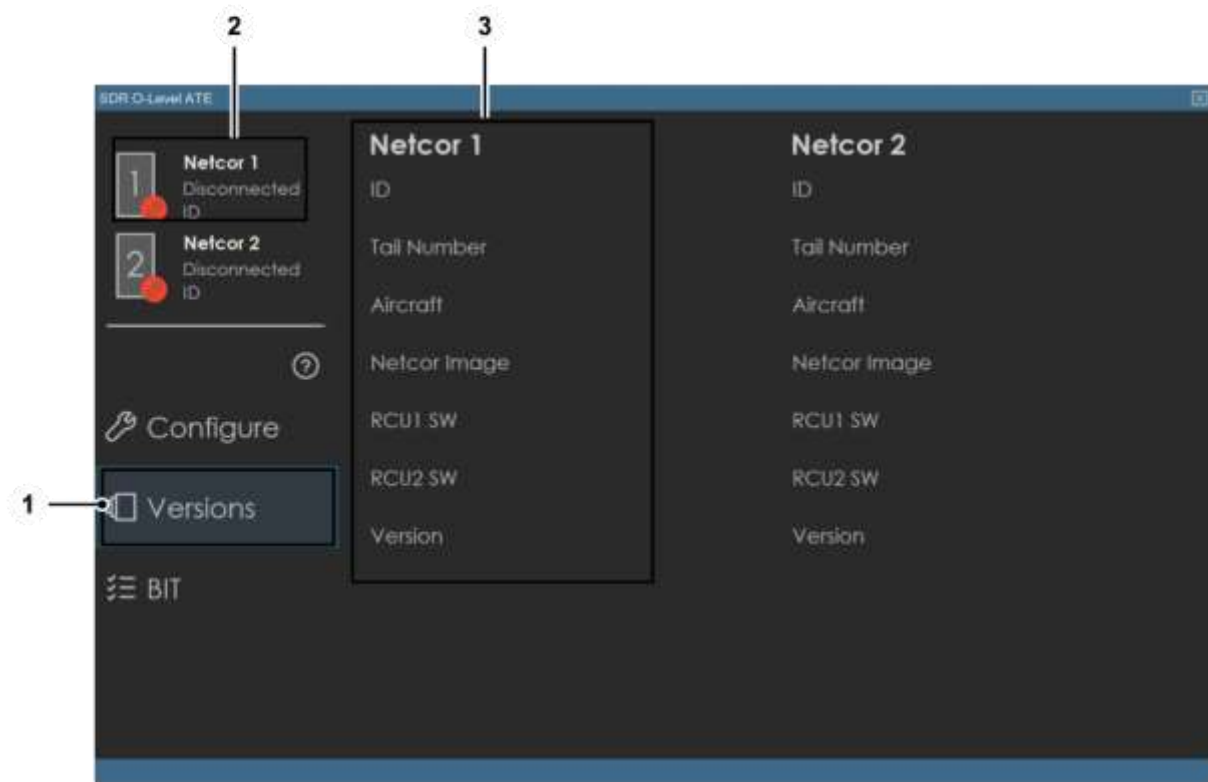 2
3
SDR O-Level ATE
1
Netcor 1
Disconnected
ID
2
Netcor 2
Disconnected
ID
Configure
1
Versions
BIT
Netcor 1
ID
Tail Number
Aircraft
Netcor Image
RCU1 SW
RCU2 SW
Version
Netcor 2
ID
Tail Number
Aircraft
Netcor Image
RCU1 SW
RCU2 SW
Version